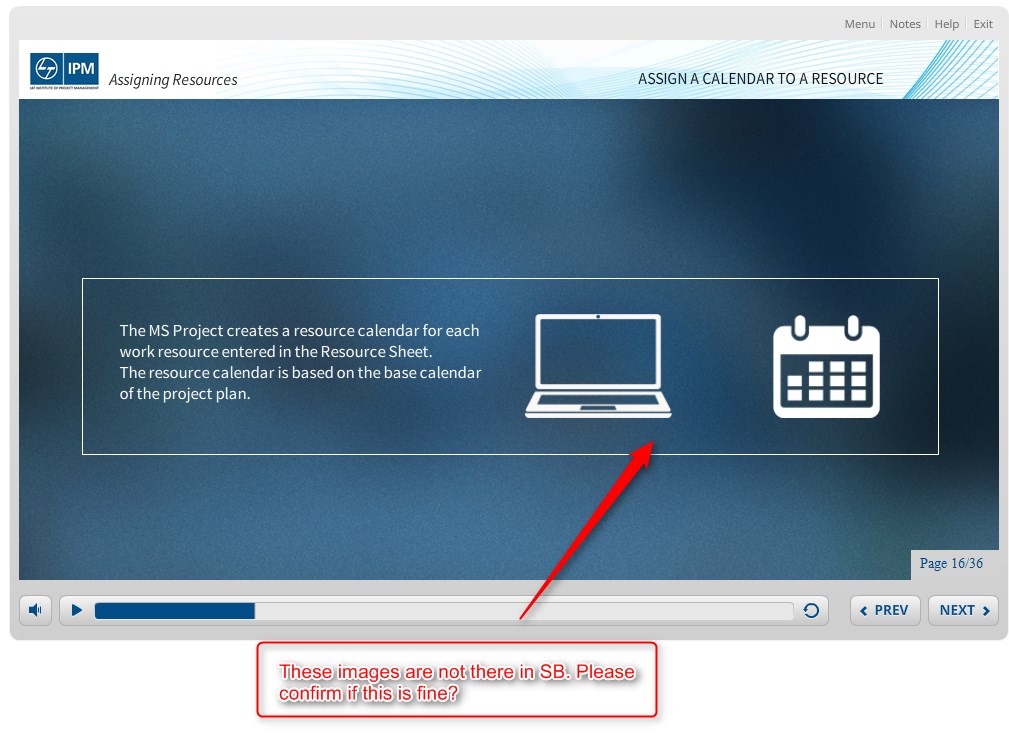 Menu Notes Help Exit
IPM
L&T INSTITUTE OF PROJECT MANAGEMENT
Assigning Resources
ASSIGN A CALENDAR TO A RESOURCE
The MS Project creates a resource calendar for each
work resource entered in the Resource Sheet.
The resource calendar is based on the base calendar
of the project plan.
Page 16/36
PREV
NEXT
These images are not there in SB. Please
confirm if this is fine?